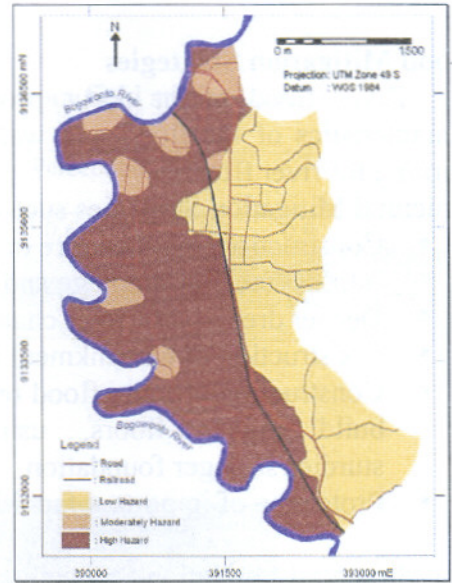 N
0 m 1500
Projection: UTM Zone 49 S
Datum : WGS 1984
9136500 mN
Bogowonto River
9135000
9133500
Bogowonto River
9132000
Legend
: Road
: Railroad
: Low Hazard
: Moderately Hazard
: High Hazard
390000 391500 393000 mE